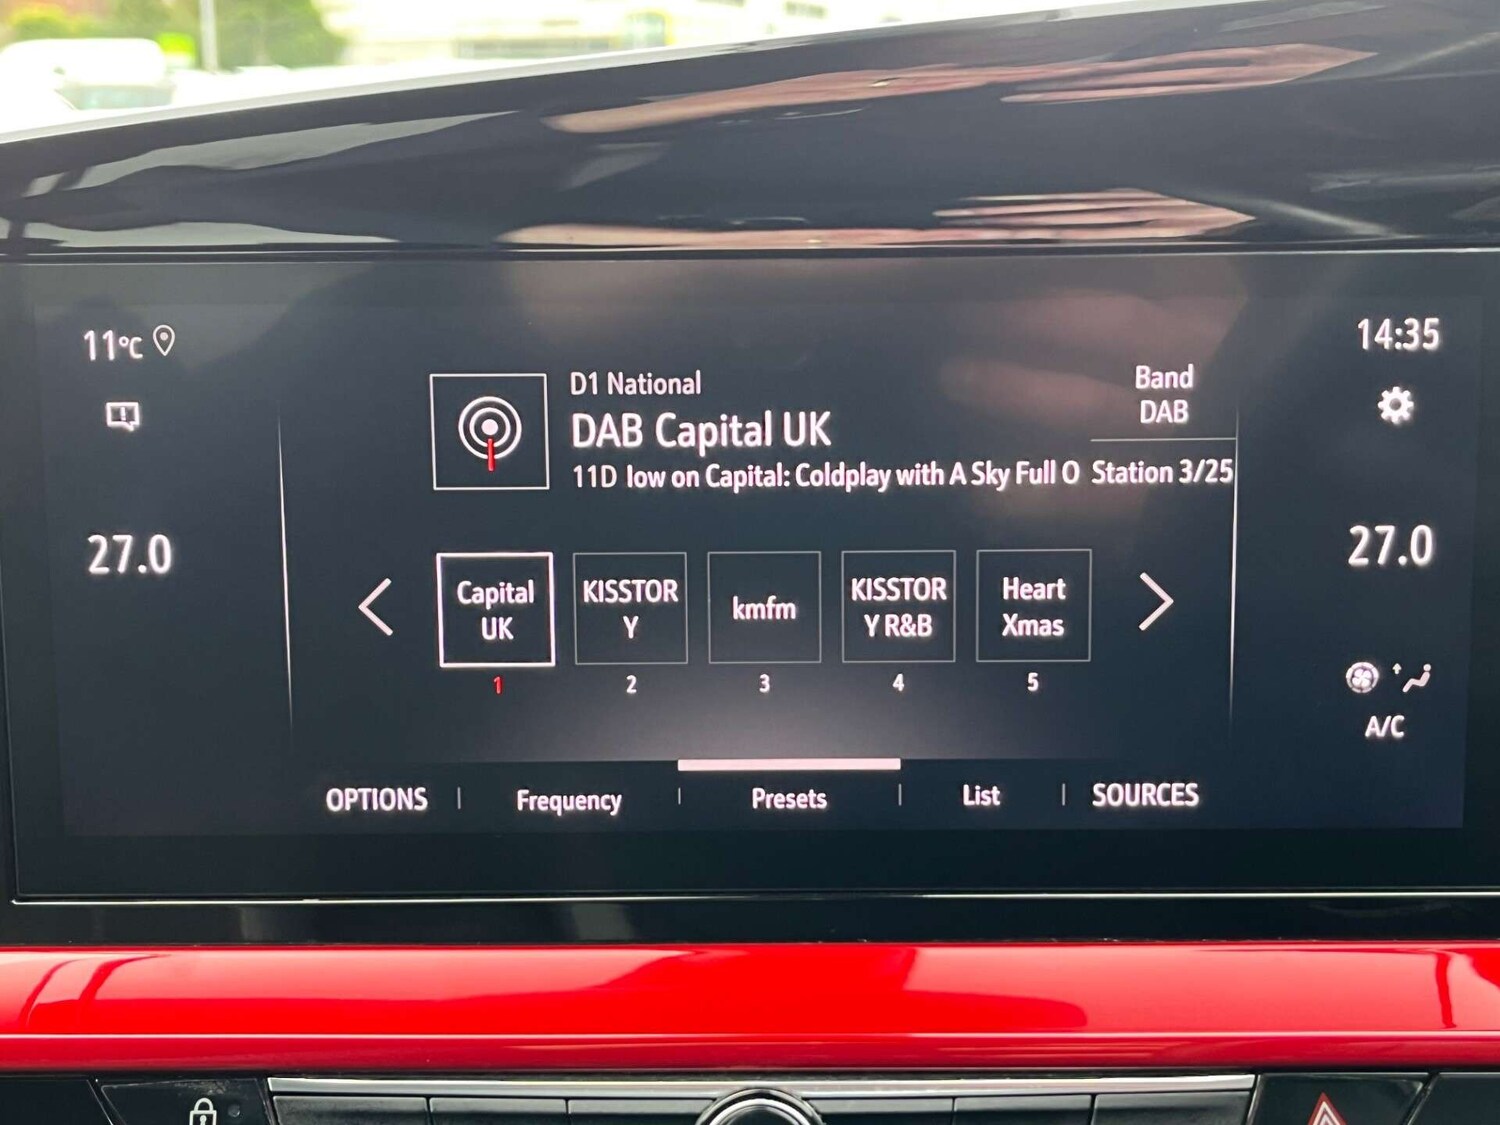 11°C
14:35
D1 National
DAB Capital UK
11D low on Capital: Coldplay with A Sky Full O
Band
DAB
Station 3/25
27.0
27.0
Capital
UK
KISSTOR
Y
kmfm
KISSTOR
Y R&B
Heart
Xmas
1
2
3
4
5
A/C
OPTIONS
Frequency
Presets
List
SOURCES